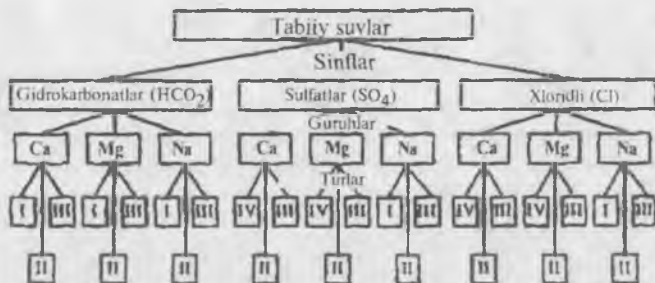 Tabiiy suvlar
Sinflar
Gidrokarbonatlar (HCO₂) Sulfatlar (SO₄) Xloridli (Cl)
Guruhlar
Ca Mg Na Ca Mg Na Ca Mg Na
Turlar
I III I III I III IV III IV III I III IV III IV III I III
II II II II II II II II II